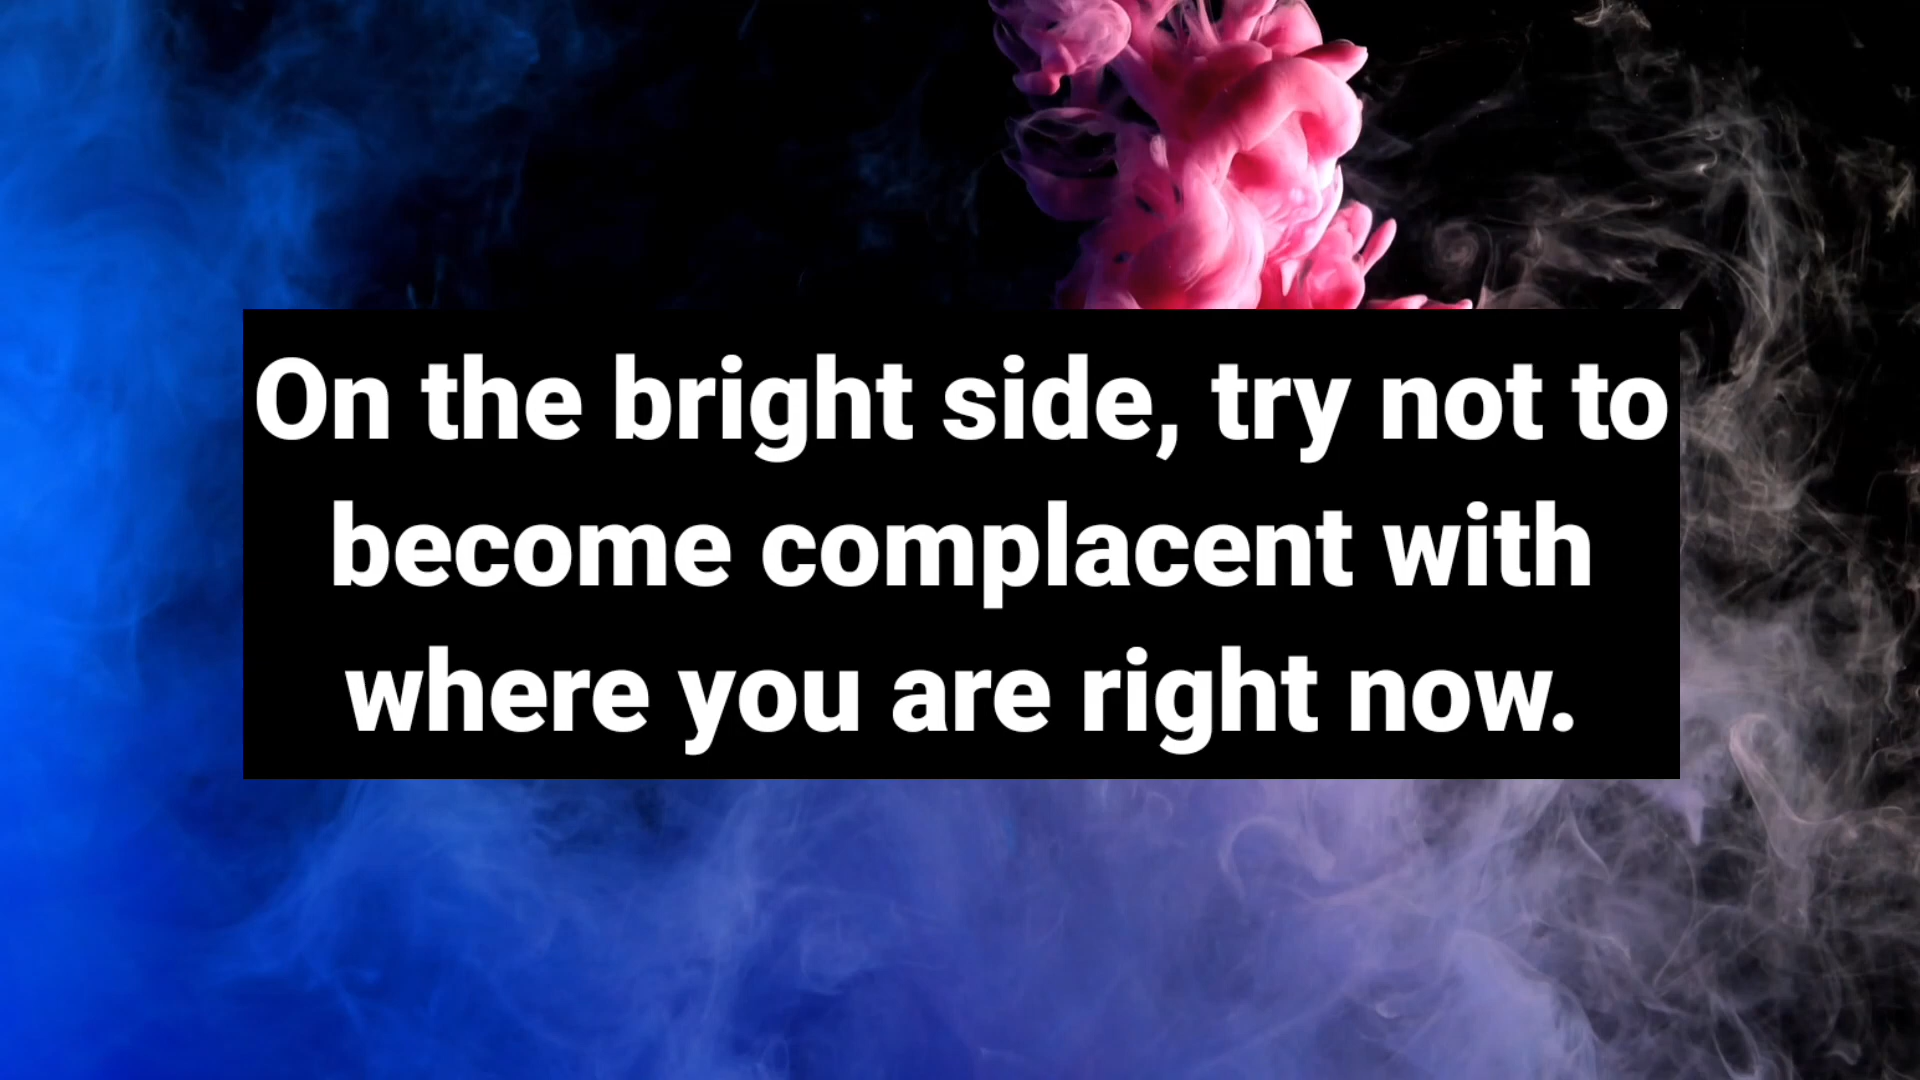 On the bright side, try not to
become complacent with
where you are right now.